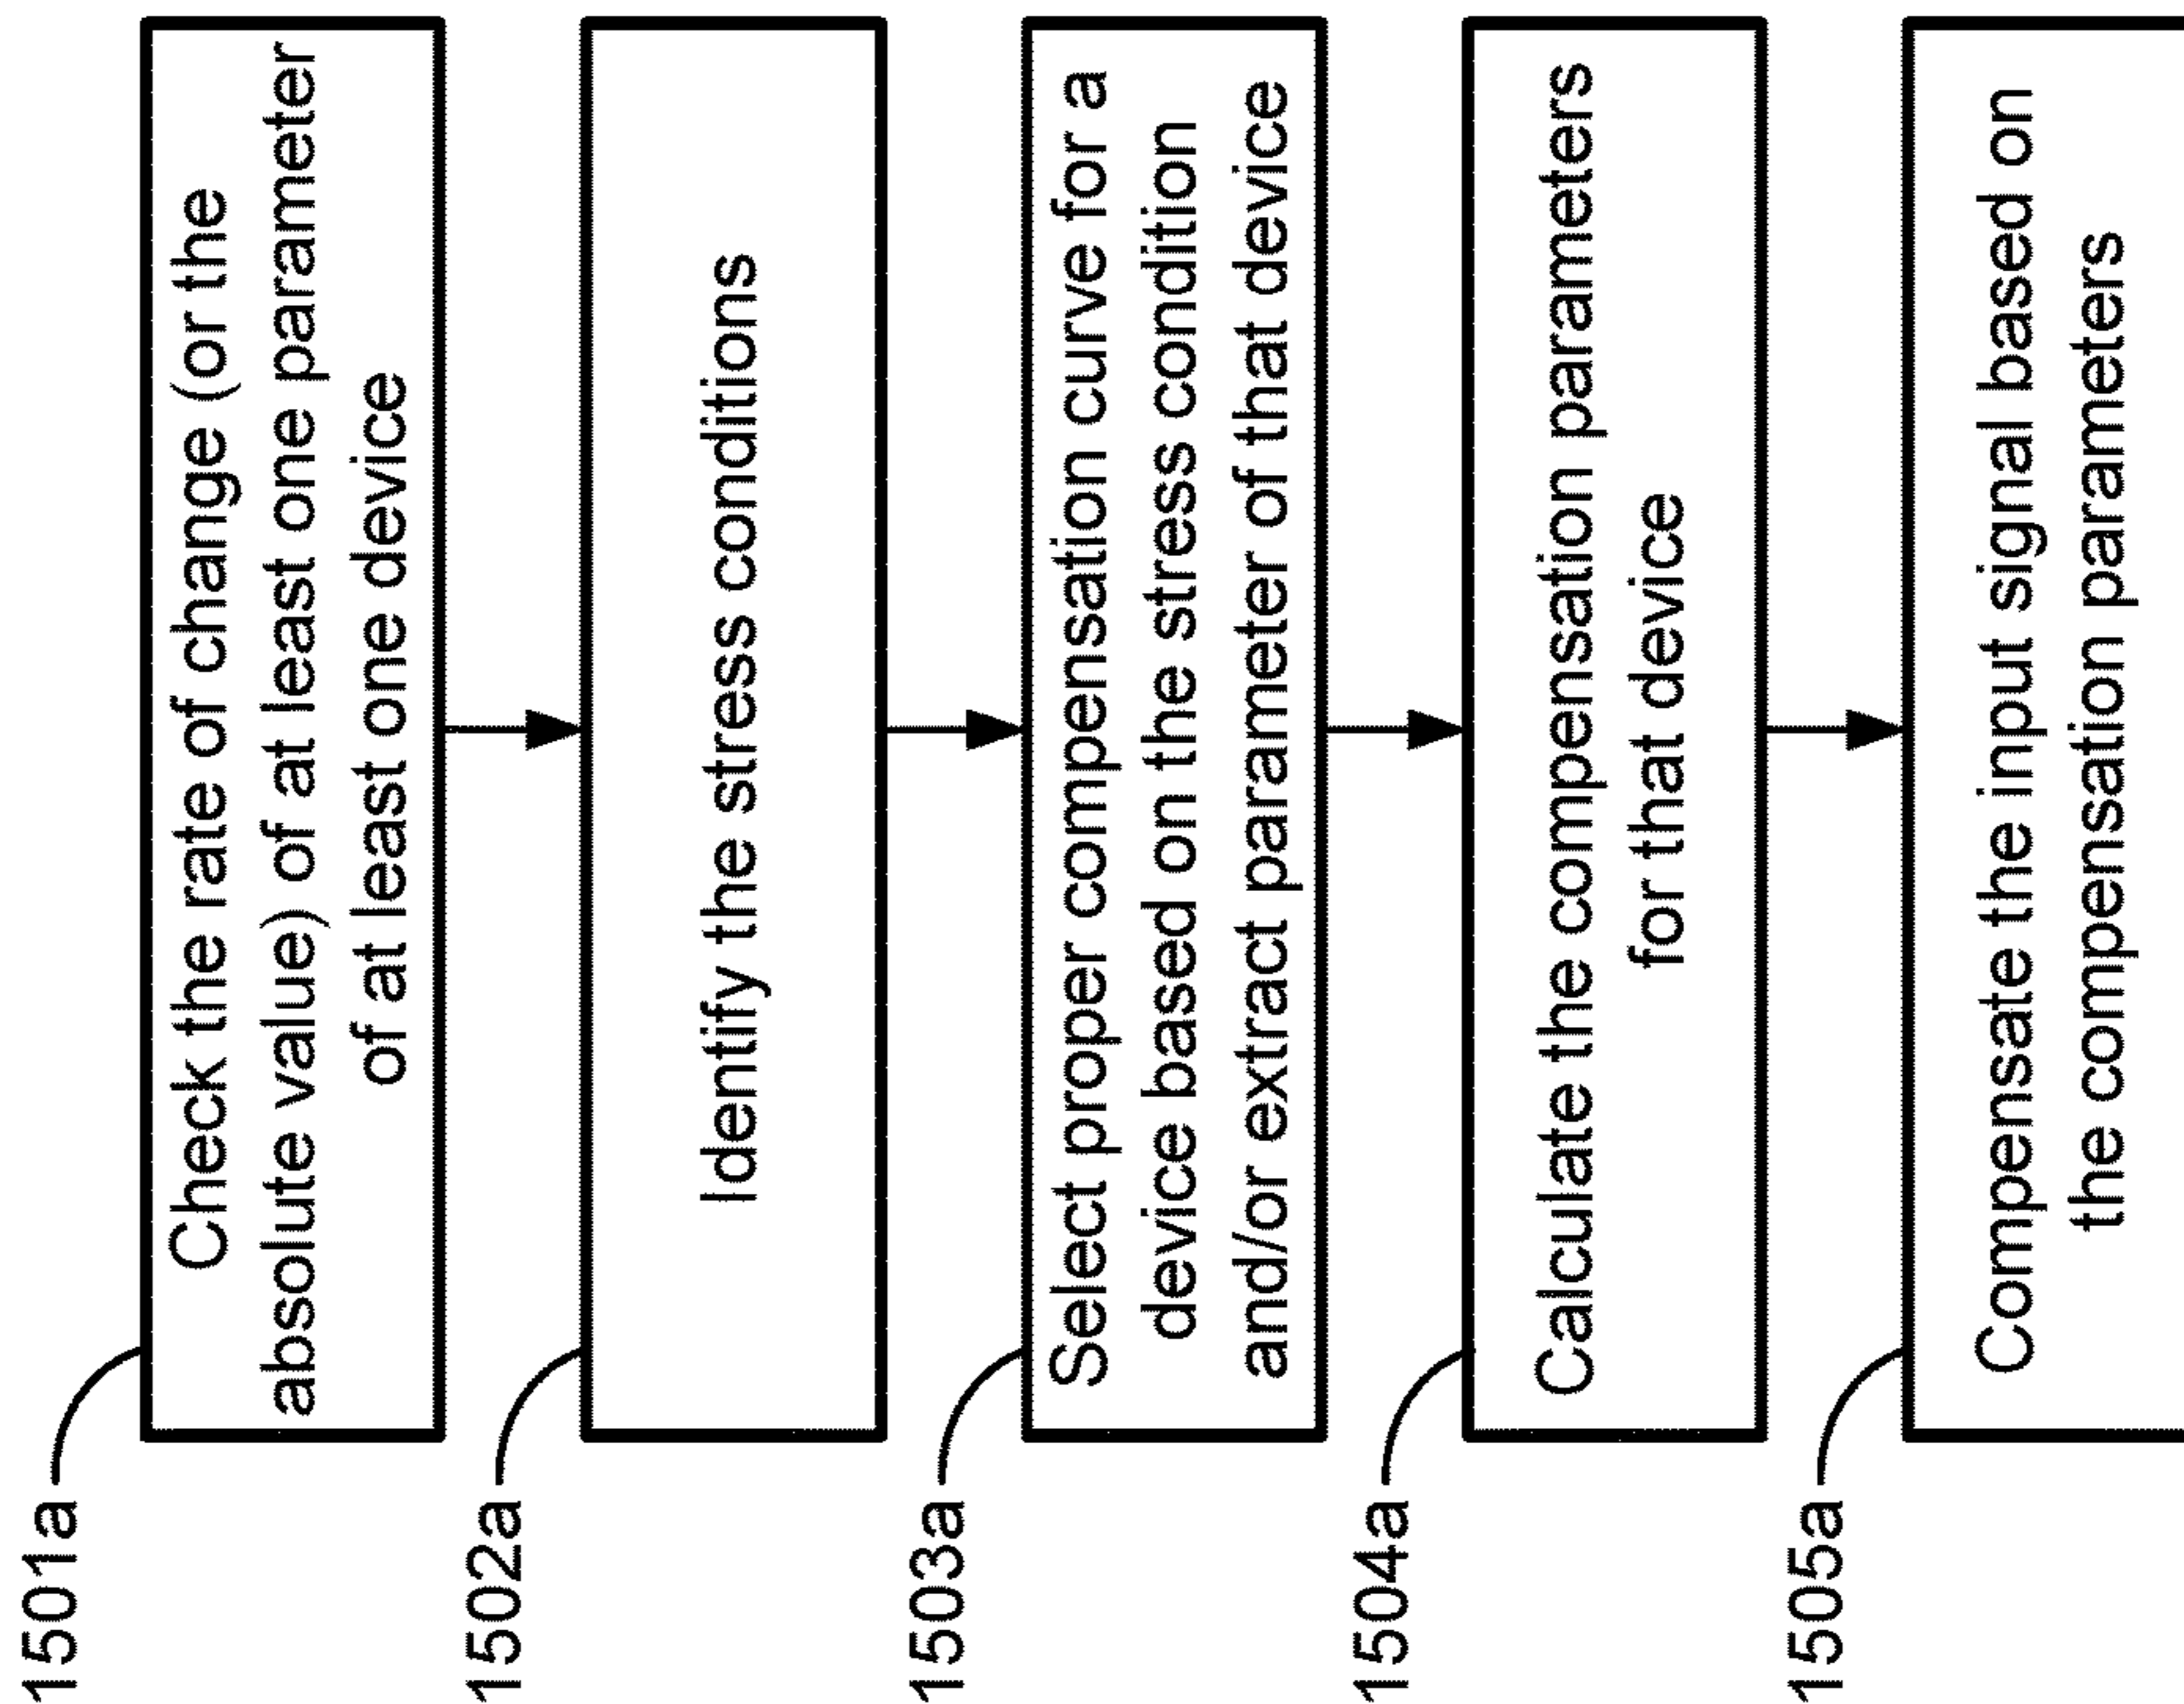 1501a
Check the rate of change (or the
absolute value) of at least one parameter
of at least one device
1502a
Identify the stress conditions
1503a
Select proper compensation curve for a
device based on the stress condition
and/or extract parameter of that device
1504a
Calculate the compensation parameters
for that device
1505a
Compensate the input signal based on
the compensation parameters